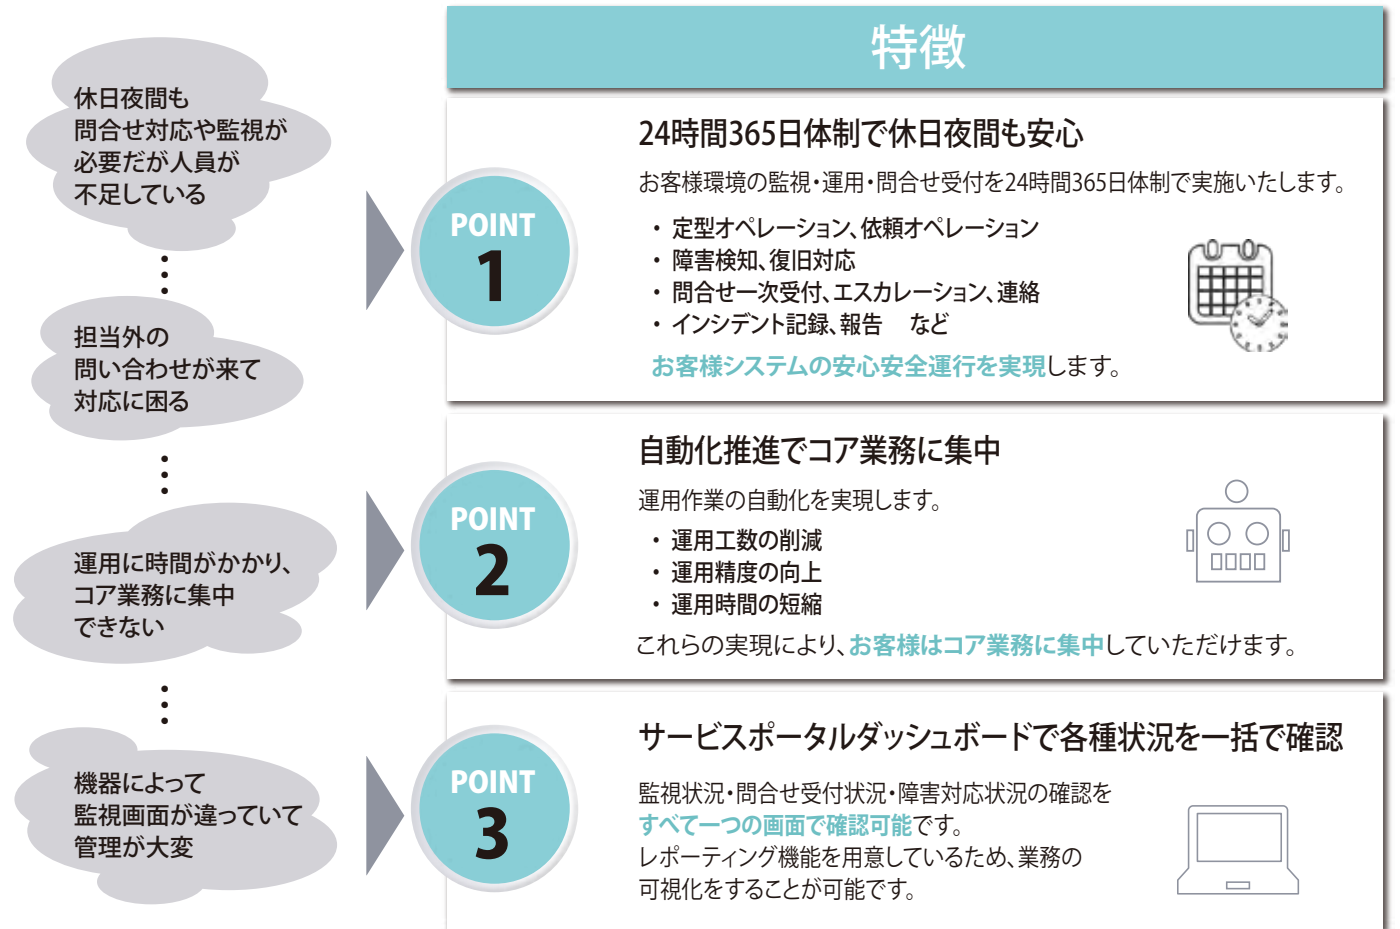 特徴
休日夜間も
問合せ対応や監視が
必要だが人員が
不足している
担当外の
問い合わせが来て
対応に困る
運用に時間がかかり、
コア業務に集中
できない
機器によって
監視画面が違っていて
管理が大変
POINT
1
24時間365日体制で休日夜間も安心
お客様環境の監視・運用・問合せ受付を24時間365日体制で実施いたします。
・ 定型オペレーション、依頼オペレーション
・ 障害検知、復旧対応
・ 問合せ一次受付、エスカレーション、連絡
・ インシデント記録、報告　など
お客様システムの安心安全運行を実現します。
POINT
2
自動化推進でコア業務に集中
運用作業の自動化を実現します。
・ 運用工数の削減
・ 運用精度の向上
・ 運用時間の短縮
これらの実現により、お客様はコア業務に集中していただけます。
POINT
3
サービスポータルダッシュボードで各種状況を一括で確認
監視状況・問合せ受付状況・障害対応状況の確認を
すべて一つの画面で確認可能です。
レポーティング機能を用意しているため、業務の
可視化をすることが可能です。